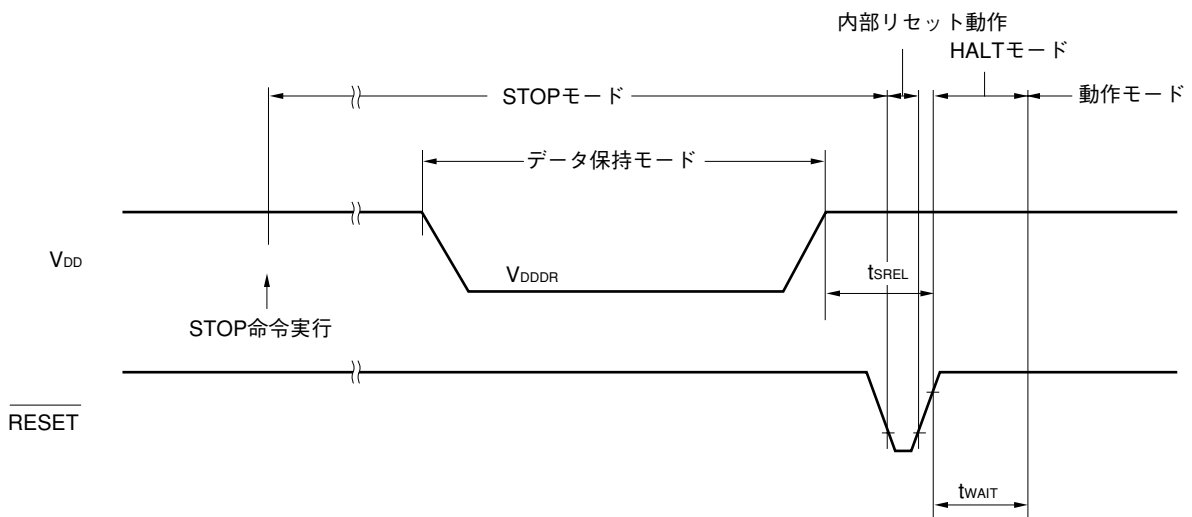 内部リセット動作
HALTモード
STOPモード
動作モード
データ保持モード
VDD
VDDDR
tSREL
STOP命令実行
RESET
tWAIT